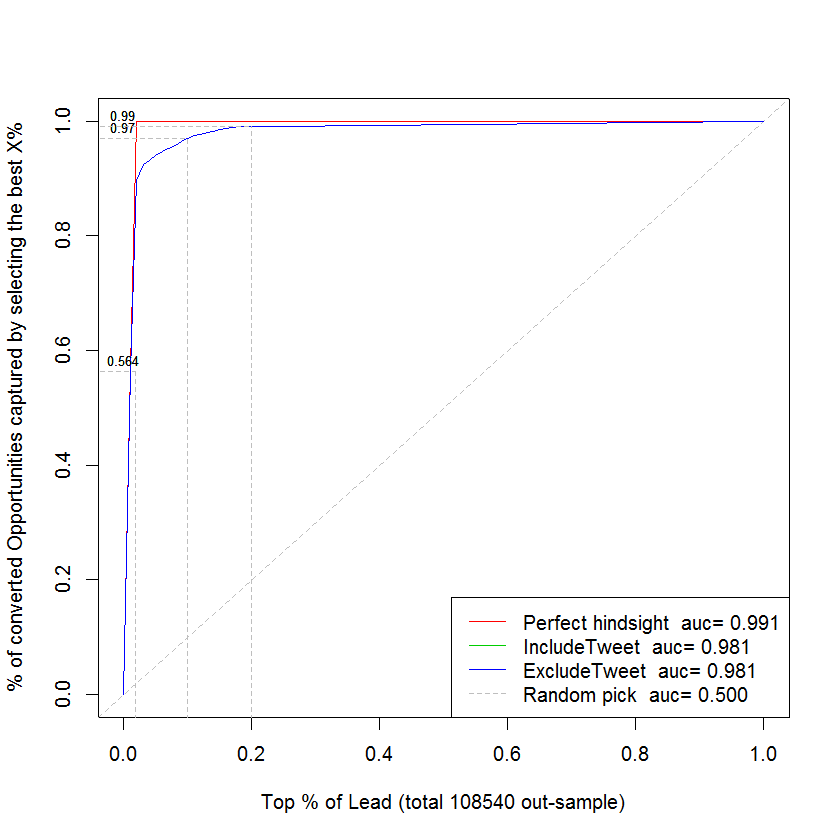 % of converted Opportunities captured by selecting the best X%
1.0
0.8
0.6
0.4
0.2
0.0
0.99
0.97
0.564
Perfect hindsight auc= 0.991
IncludeTweet auc= 0.981
ExcludeTweet auc= 0.981
Random pick auc= 0.500
0.0 0.2 0.4 0.6 0.8 1.0
Top % of Lead (total 108540 out-sample)